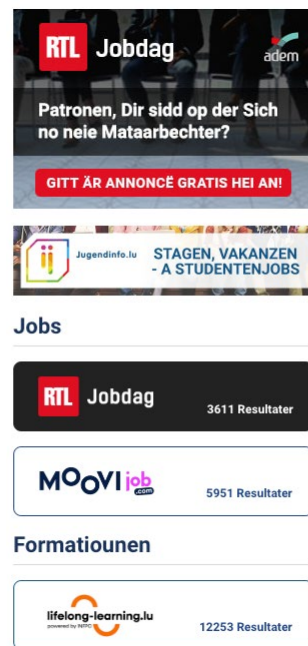 RTL Jobdag
adem
Patronen, Dir sidd op der Sich
no neie Mataarbechter?
GITT ÄR ANNONCË GRATIS HEI AN!
Jugendinfo.lu
STAGEN, VAKANZEN
- A STUDENTENJOBS
Jobs
RTL Jobdag
3611 Resultater
MOOVI job
.com
5951 Resultater
Formatiounen
lifelong-learning.lu
powered by INFPC
12253 Resultater